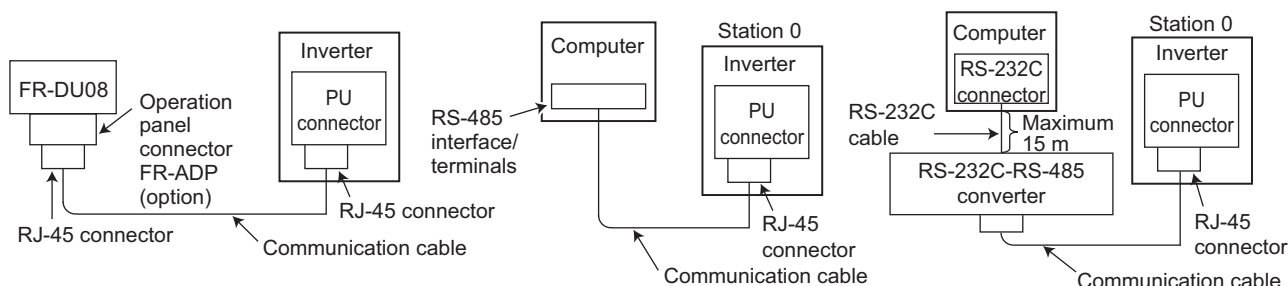 FR-DU08
Operation
panel
connector
FR-ADP
(option)
RJ-45 connector
Inverter
PU
connector
RJ-45 connector
Communication cable
Computer
RS-485
interface/
terminals
Station 0
Inverter
PU
connector
RJ-45
connector
Communication cable
Computer
RS-232C
connector
RS-232C
cable
Maximum
15 m
RS-232C-RS-485
converter
Station 0
Inverter
PU
connector
RJ-45
connector
Communication cable